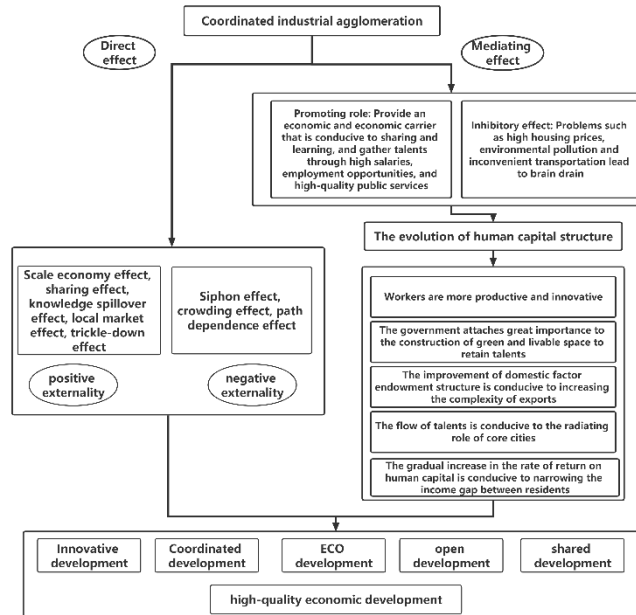 Coordinated industrial agglomeration
Direct
effect
Mediating
effect
Promoting role: Provide an
economic and economic carrier
that is conducive to sharing and
learning, and gather talents
through high salaries,
employment opportunities, and
high-quality public services
Inhibitory effect: Problems such
as high housing prices,
environmental pollution and
inconvenient transportation lead
to brain drain
The evolution of human capital structure
Scale economy effect,
sharing effect,
knowledge spillover
effect, local market
effect, trickle-down
effect
Siphon effect,
crowding effect, path
dependence effect
positive
externality
negative
externality
Workers are more productive and innovative
The government attaches great importance to
the construction of green and livable space to
retain talents
The improvement of domestic factor
endowment structure is conducive to increasing
the complexity of exports
The flow of talents is conducive to the radiating
role of core cities
The gradual increase in the rate of return on
human capital is conducive to narrowing the
income gap between residents
Innovative
development
Coordinated
development
ECO
development
open
development
shared
development
high-quality economic development